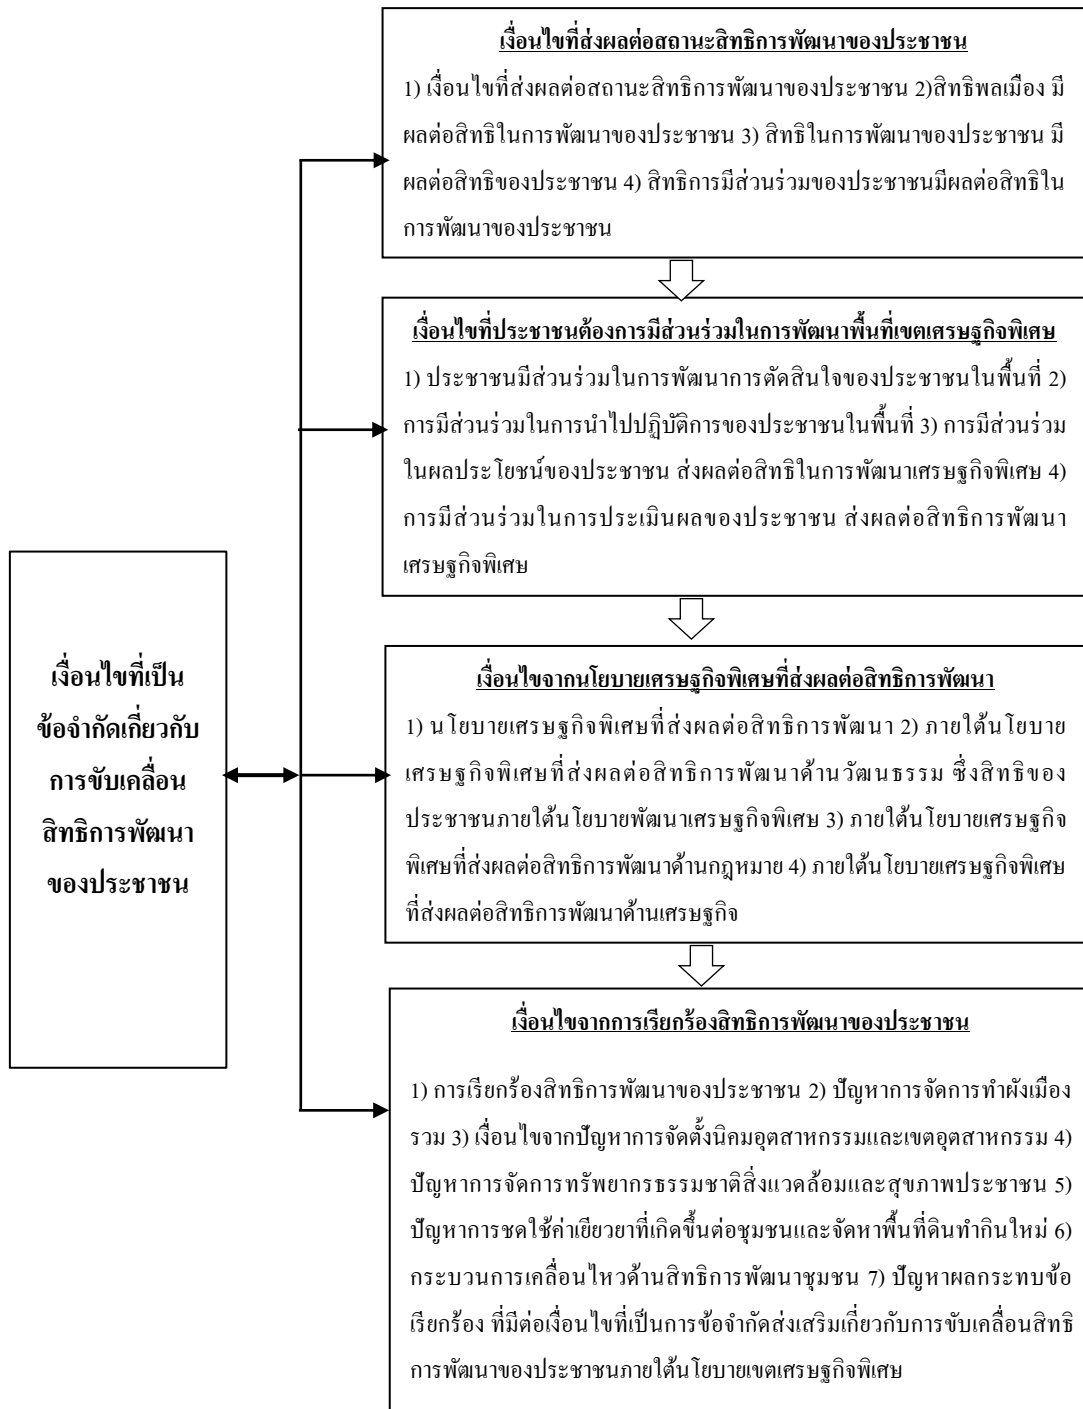 เงื่อนไขที่ส่งผลต่อสถานะสิทธิการพัฒนาของประชาชน
1) เงื่อนไขที่ส่งผลต่อสถานะสิทธิการพัฒนาของประชาชน 2)สิทธิพลเมือง มี
ผลต่อสิทธิในการพัฒนาของประชาชน 3) สิทธิในการพัฒนาของประชาชน มี
ผลต่อสิทธิของประชาชน 4) สิทธิการมีส่วนร่วมของประชาชนมีผลต่อสิทธิใน
การพัฒนาของประชาชน
เงื่อนไขที่ประชาชนต้องการมีส่วนร่วมในการพัฒนาพื้นที่เขตเศรษฐกิจพิเศษ
1) ประชาชนมีส่วนร่วมในการพัฒนาการตัดสินใจของประชาชนในพื้นที่ 2)
การมีส่วนร่วมในการนำไปปฏิบัติการของประชาชนในพื้นที่ 3) การมีส่วนร่วม
ในผลประโยชน์ของประชาชน ส่งผลต่อสิทธิในการพัฒนาเศรษฐกิจพิเศษ 4)
การมีส่วนร่วมในการประเมินผลของประชาชน ส่งผลต่อสิทธิการพัฒนา
เศรษฐกิจพิเศษ
เงื่อนไขที่เป็น
ข้อจำกัดเกี่ยวกับ
การขับเคลื่อน
สิทธิการพัฒนา
ของประชาชน
เงื่อนไขจากนโยบายเศรษฐกิจพิเศษที่ส่งผลต่อสิทธิการพัฒนา
1) นโยบายเศรษฐกิจพิเศษที่ส่งผลต่อสิทธิการพัฒนา 2) ภายใต้นโยบาย
เศรษฐกิจพิเศษที่ส่งผลต่อสิทธิการพัฒนาด้านวัฒนธรรม ซึ่งสิทธิของ
ประชาชนภายใต้นโยบายพัฒนาเศรษฐกิจพิเศษ 3) ภายใต้นโยบายเศรษฐกิจ
พิเศษที่ส่งผลต่อสิทธิการพัฒนาด้านกฎหมาย 4) ภายใต้นโยบายเศรษฐกิจพิเศษ
ที่ส่งผลต่อสิทธิการพัฒนาด้านเศรษฐกิจ
เงื่อนไขจากการเรียกร้องสิทธิการพัฒนาของประชาชน
1) การเรียกร้องสิทธิการพัฒนาของประชาชน 2) ปัญหาการจัดการทำผังเมือง
รวม 3) เงื่อนไขจากปัญหาการจัดตั้งนิคมอุตสาหกรรมและเขตอุตสาหกรรม 4)
ปัญหาการจัดการทรัพยากรธรรมชาติสิ่งแวดล้อมและสุขภาพประชาชน 5)
ปัญหาการชดใช้ค่าเยียวยาที่เกิดขึ้นต่อชุมชนและจัดหาพื้นที่ดินทำกินใหม่ 6)
กระบวนการเคลื่อนไหวด้านสิทธิการพัฒนาชุมชน 7) ปัญหาผลกระทบข้อ
เรียกร้อง ที่มีต่อเงื่อนไขที่เป็นการข้อจำกัดส่งเสริมเกี่ยวกับการขับเคลื่อนสิทธิ
การพัฒนาของประชาชนภายใต้นโยบายเขตเศรษฐกิจพิเศษ